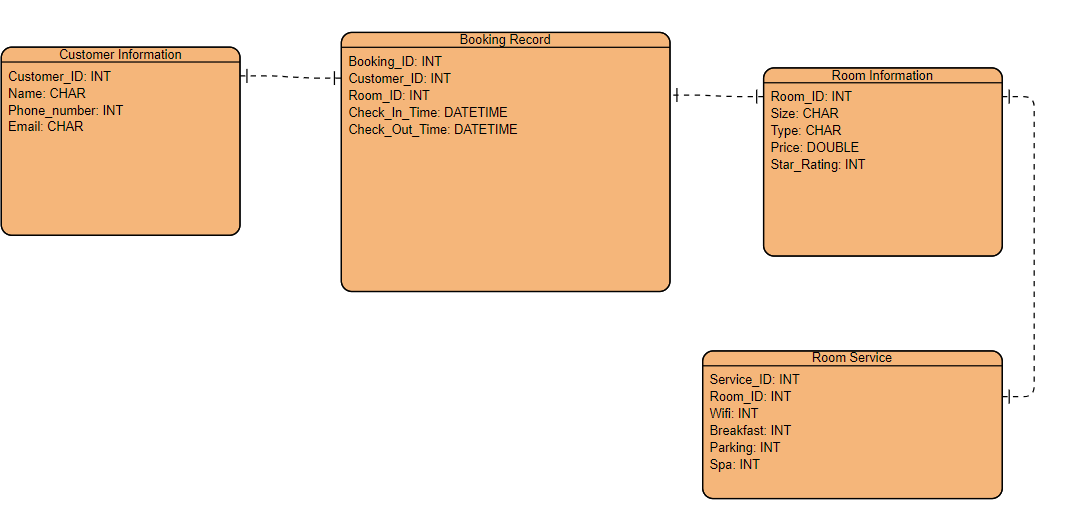 Customer Information
Customer_ID: INT
Name: CHAR
Phone_number: INT
Email: CHAR
Booking Record
Booking_ID: INT
Customer_ID: INT
Room_ID: INT
Check_In_Time: DATETIME
Check_Out_Time: DATETIME
Room Information
Room_ID: INT
Size: CHAR
Type: CHAR
Price: DOUBLE
Star_Rating: INT
Room Service
Service_ID: INT
Room_ID: INT
Wifi: INT
Breakfast: INT
Parking: INT
Spa: INT